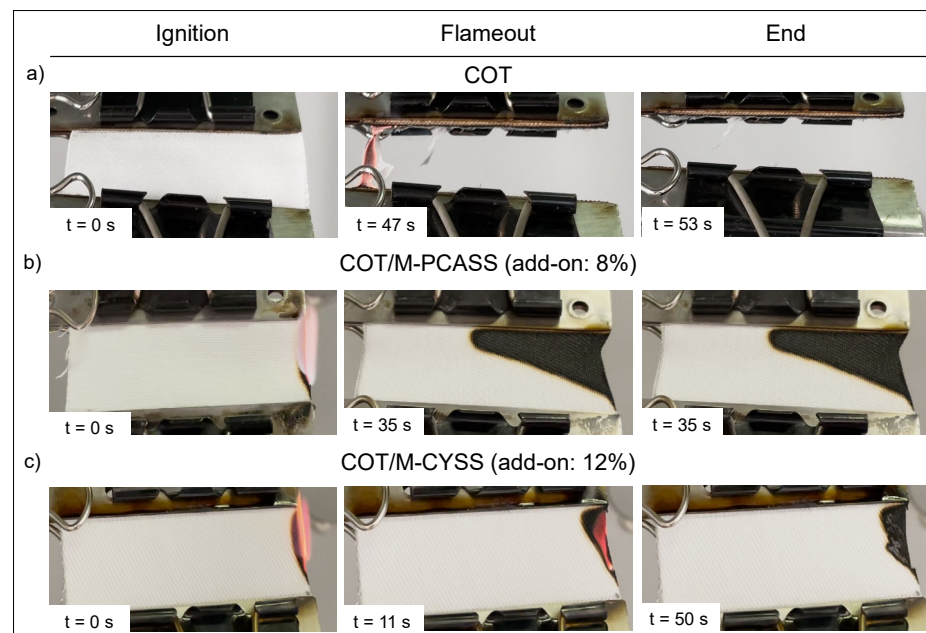 Ignition Flameout End
a) COT
t = 0 s t = 47 s t = 53 s
b) COT/M-PCASS (add-on: 8%)
t = 0 s t = 35 s t = 35 s
c) COT/M-CYSS (add-on: 12%)
t = 0 s t = 11 s t = 50 s